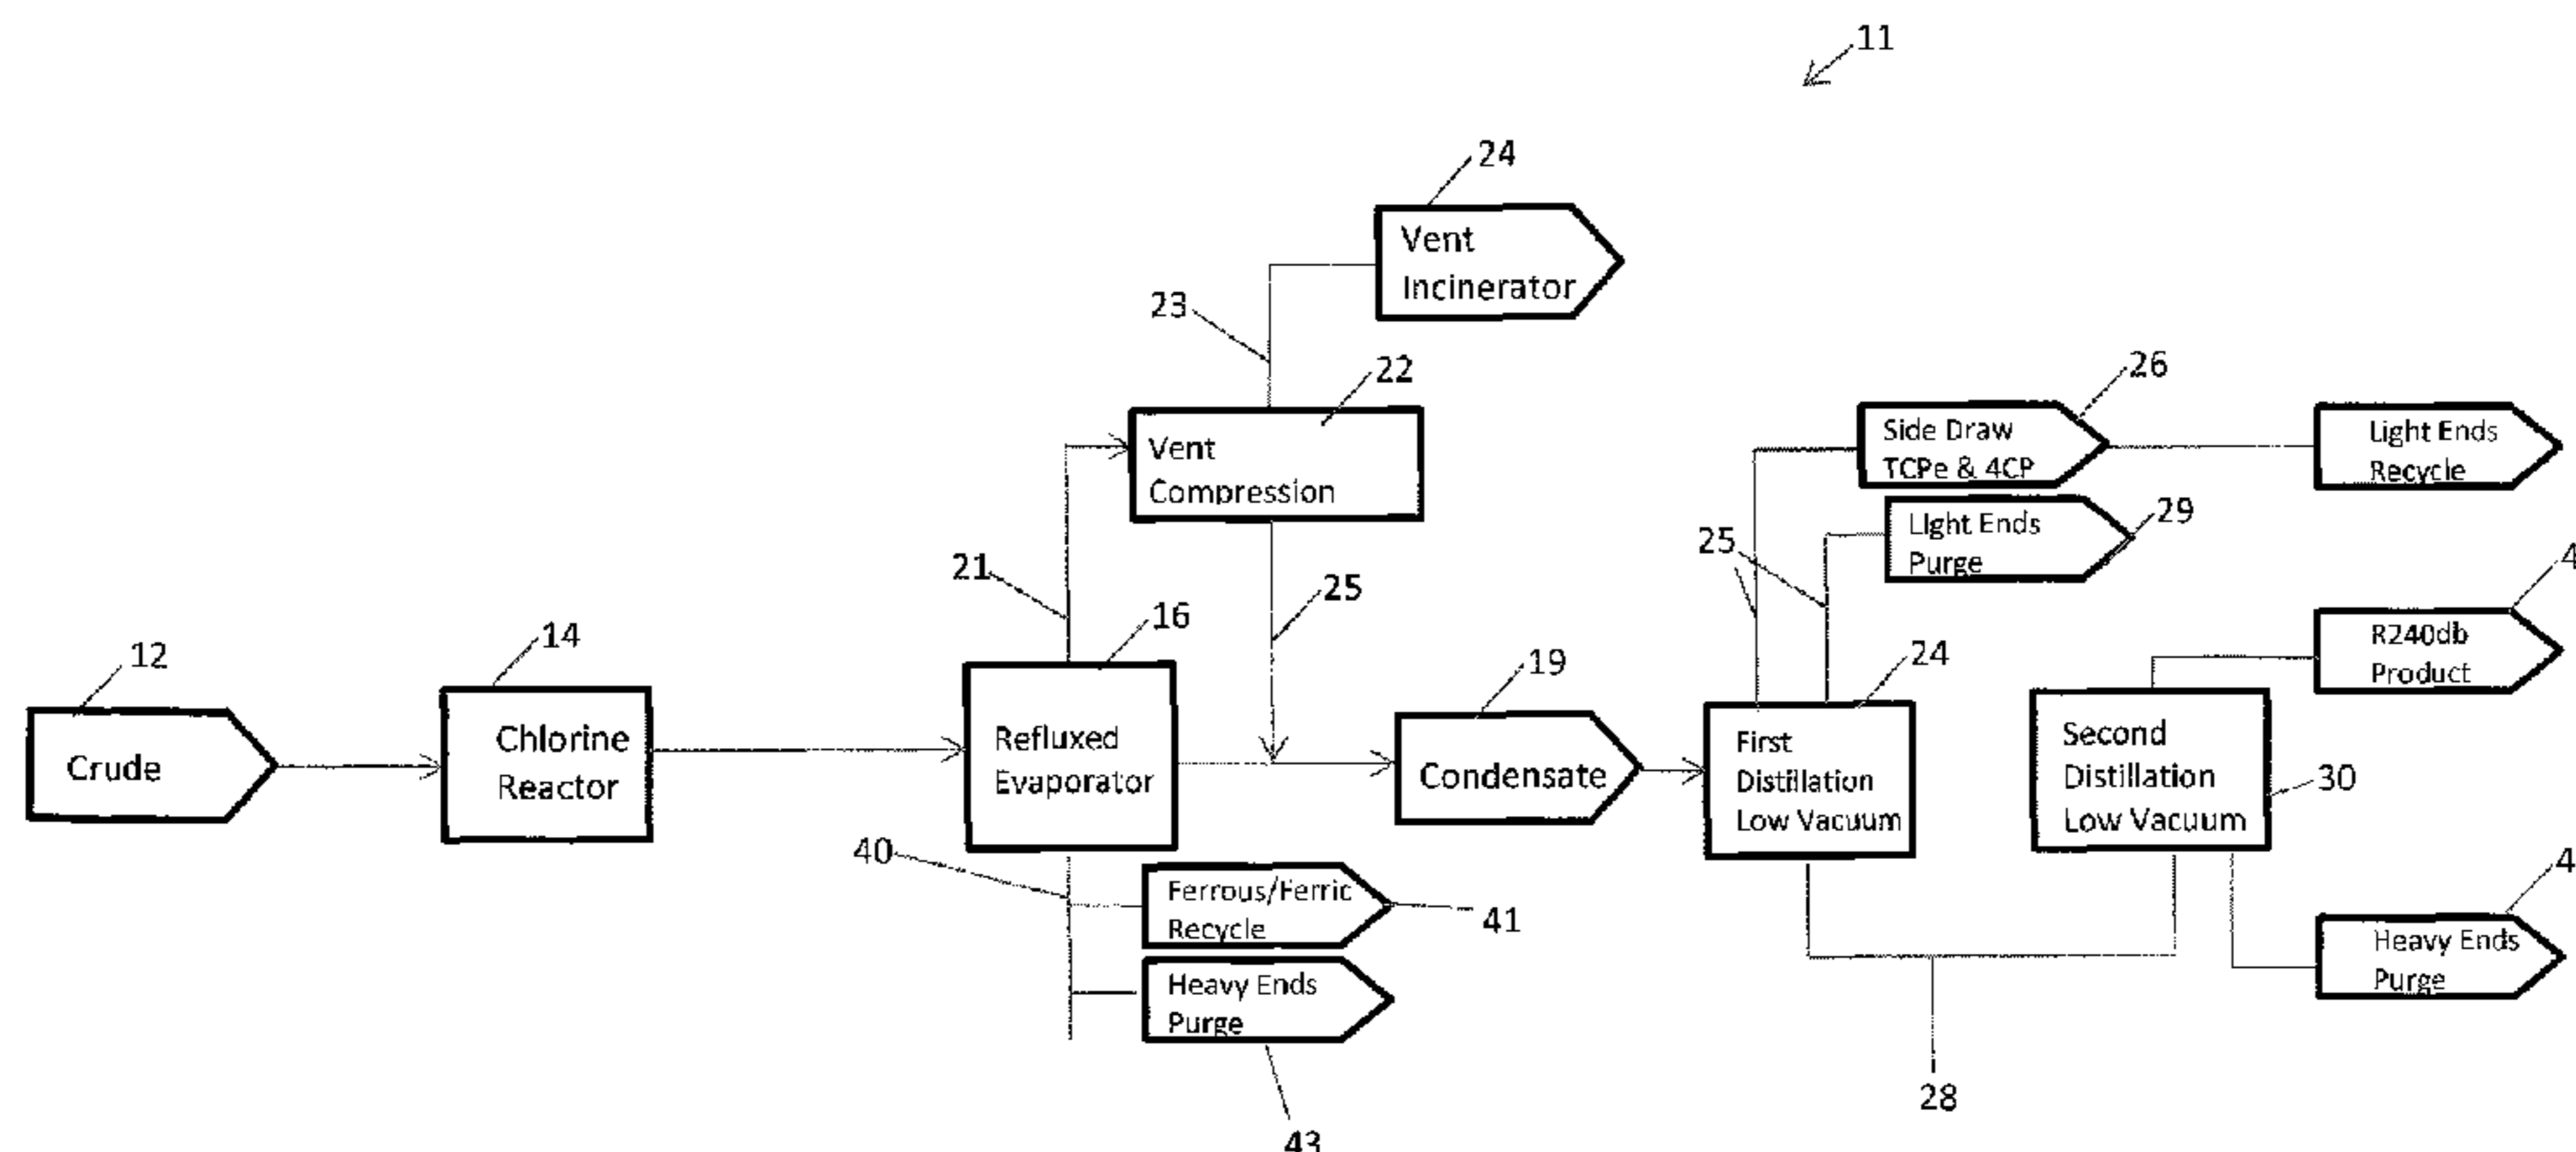 11
24
Vent
Incinerator
23
22
Vent
Compression
26
Side Draw
TCPe & 4CP
Light Ends
Recycle
25
LIght Ends
Purge
29
21
25
16
14
12
19
24
4
R240db
Product
Crude
Chlorine
Reactor
Refluxed
Evaporator
Condensate
First
Distillation
Low Vacuum
Second
Distillation
Low Vacuum
30
40
Ferrous/Ferric
Recycle
41
Heavy Ends
Purge
43
28
4
Heavy Ends
Purge